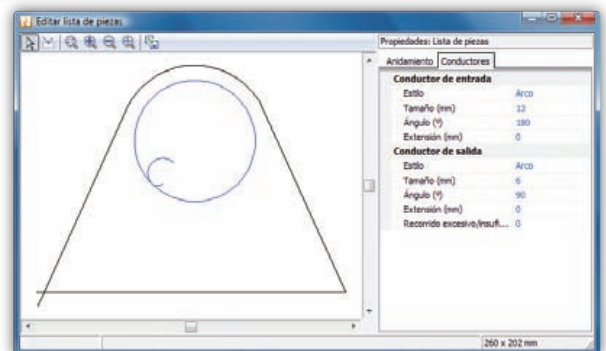 Editar lista de piezas
Propiedades: Lista de piezas
Anidamiento Conductores
Conductor de entrada
Estilo Arco
Tamaño (mm) 13
Ángulo (º) 180
Extensión (mm) 0
Conductor de salida
Estilo Arco
Tamaño (mm) 6
Ángulo (º) 90
Extensión (mm) 0
Recorrido excesivo/insufi... 0
260 x 202 mm